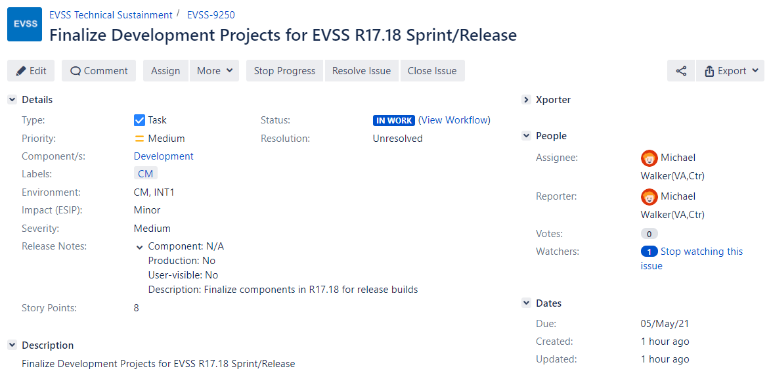 EVSS
EVSS Technical Sustainment / EVSS-9250
Finalize Development Projects for EVSS R17.18 Sprint/Release
Edit Comment Assign More Stop Progress Resolve Issue Close Issue Export
Details
Type: Task
Status: IN WORK (View Workflow)
Priority: Medium
Resolution: Unresolved
Component/s: Development
Labels: CM
Environment: CM, INT1
Impact (ESIP): Minor
Severity: Medium
Release Notes: Component: N/A
Production: No
User-visible: No
Description: Finalize components in R17.18 for release builds
Story Points: 8
Description
Finalize Development Projects for EVSS R17.18 Sprint/Release
Xporter
People
Assignee: Michael
Walker(VA,Ctr)
Reporter: Michael
Walker(VA,Ctr)
Votes: 0
Watchers: 1 Stop watching this
issue
Dates
Due: 05/May/21
Created: 1 hour ago
Updated: 1 hour ago